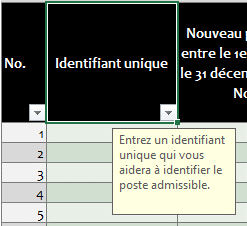 No.
Identifiant unique
Nouveau
entre le 1e
le 31 décem
No
1
2
3
4
5
Entrez un identifiant
unique qui vous
aidera à identifier le
poste admissible.